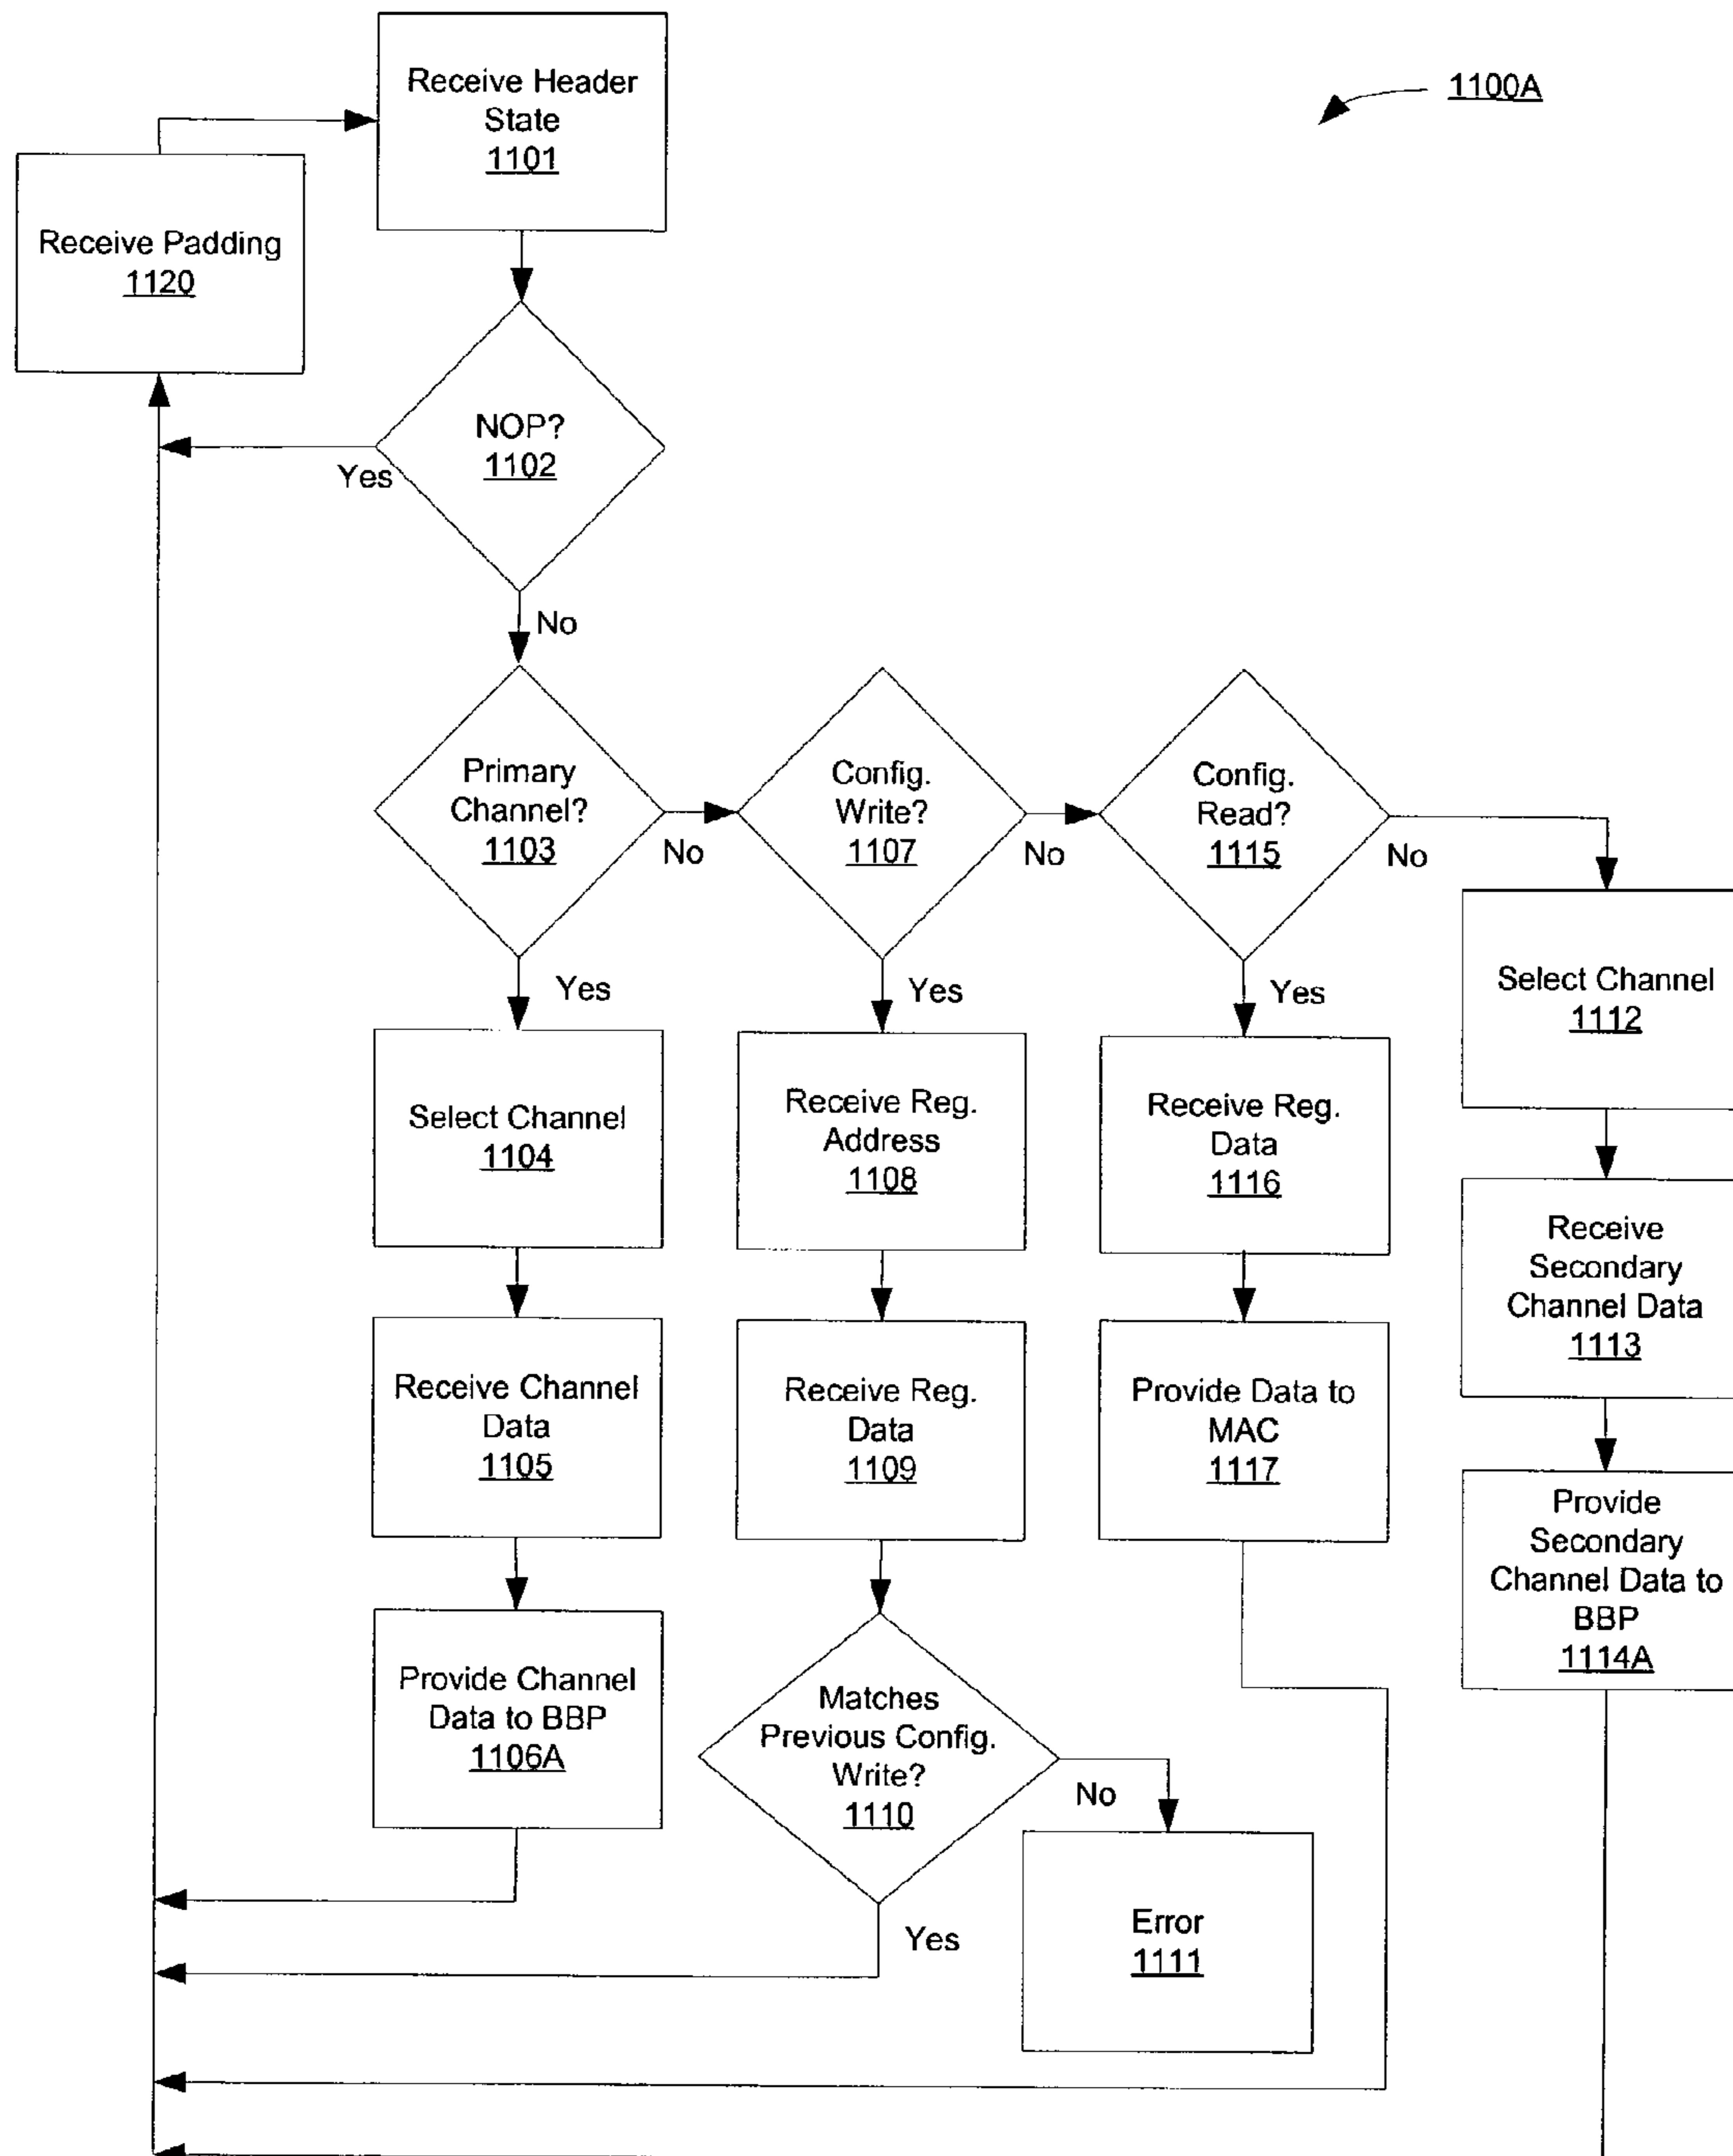 1100A
Receive Header
State
1101
Receive Padding
1120
NOP?
1102
Yes
No
Primary
Channel?
1103
No
Config.
Write?
1107
No
Config.
Read?
1115
No
Yes
Yes
Yes
Select Channel
1112
Select Channel
1104
Receive Reg.
Address
1108
Receive Reg.
Data
1116
Receive
Secondary
Channel Data
1113
Receive Channel
Data
1105
Receive Reg.
Data
1109
Provide Data to
MAC
1117
Provide
Secondary
Channel Data to
BBP
1114A
Provide Channel
Data to BBP
1106A
Matches
Previous Config.
Write?
1110
No
Yes
Error
1111